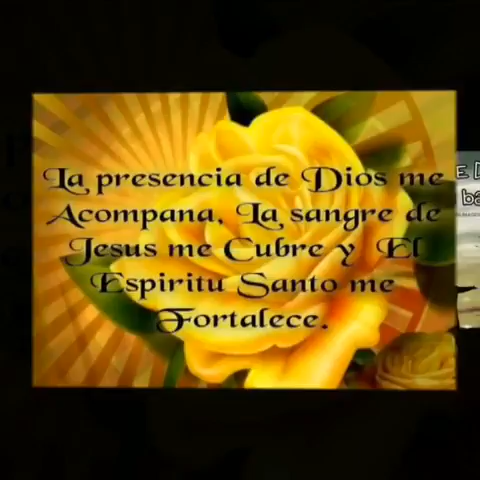 La presencia de Dios me
Acompana, La sangre de
Jesus me Cubre y El
Espiritu Santo me
Fortalece.